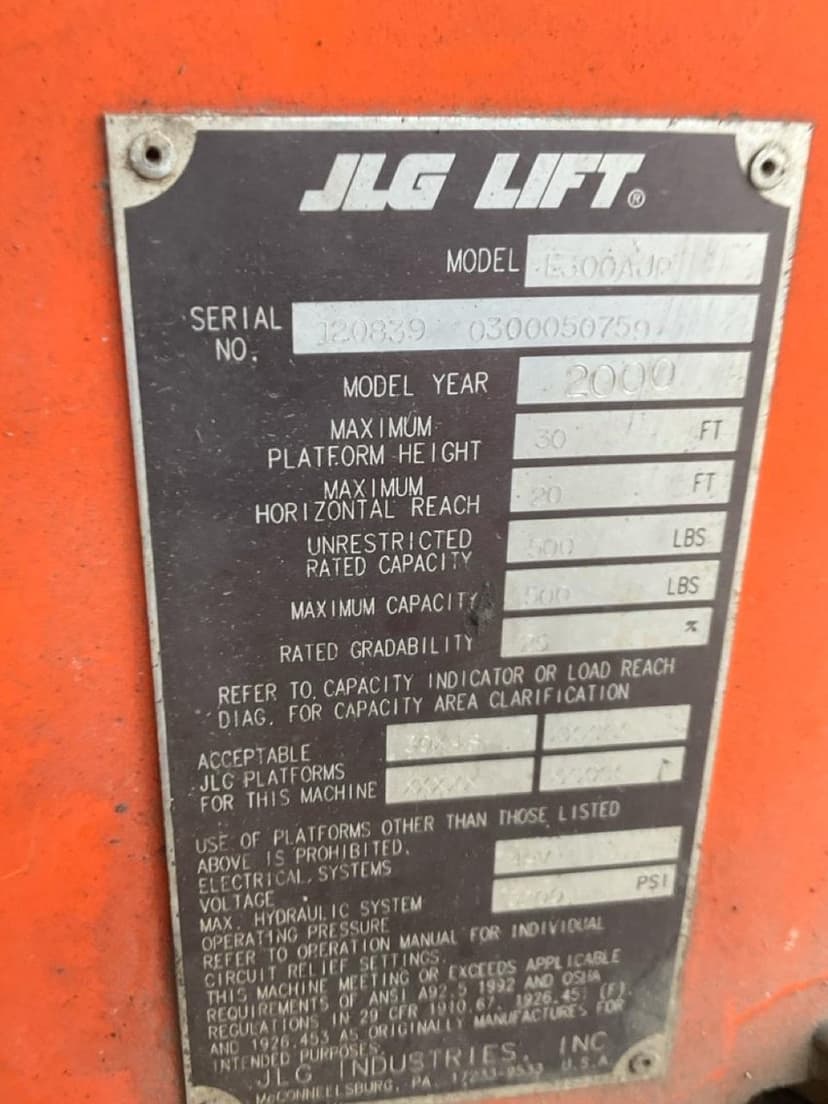 JLG LIFT®
MODEL E300AJP
SERIAL NO. 120839 0300050759
MODEL YEAR 2000
MAXIMUM PLATFORM HEIGHT 30 FT
MAXIMUM HORIZONTAL REACH 20 FT
UNRESTRICTED RATED CAPACITY 500 LBS
MAXIMUM CAPACITY 500 LBS
RATED GRADABILITY %
REFER TO CAPACITY INDICATOR OR LOAD REACH
DIAG. FOR CAPACITY AREA CLARIFICATION
ACCEPTABLE
JLG PLATFORMS
FOR THIS MACHINE
USE OF PLATFORMS OTHER THAN THOSE LISTED
ABOVE IS PROHIBITED.
ELECTRICAL SYSTEMS
VOLTAGE
MAX. HYDRAULIC SYSTEM
OPERATING PRESSURE PSI
REFER TO OPERATION MANUAL FOR INDIVIDUAL
CIRCUIT RELIEF SETTINGS.
THIS MACHINE MEETING OR EXCEEDS APPLICABLE
REQUIREMENTS OF ANSI A92.5 1992 AND OSHA
REGULATIONS IN 29 CFR 1910.67, 1926.451 (F),
AND 1926.453 AS ORIGINALLY MANUFACTURES FOR
INTENDED PURPOSES.
JLG INDUSTRIES, INC
McCONNELLSBURG, PA. 17233-9533 U.S.A.